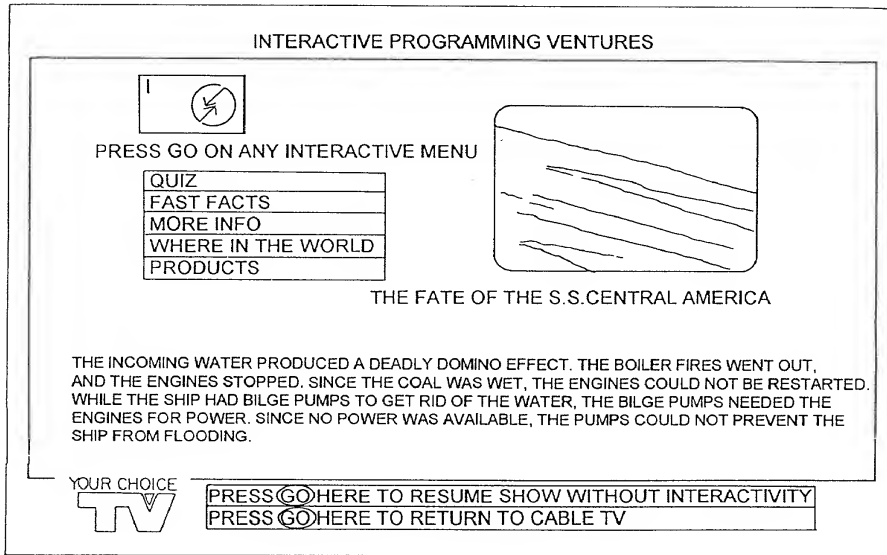 INTERACTIVE PROGRAMMING VENTURES
I
PRESS GO ON ANY INTERACTIVE MENU
QUIZ
FAST FACTS
MORE INFO
WHERE IN THE WORLD
PRODUCTS
THE FATE OF THE S.S.CENTRAL AMERICA
THE INCOMING WATER PRODUCED A DEADLY DOMINO EFFECT. THE BOILER FIRES WENT OUT,
AND THE ENGINES STOPPED. SINCE THE COAL WAS WET, THE ENGINES COULD NOT BE RESTARTED.
WHILE THE SHIP HAD BILGE PUMPS TO GET RID OF THE WATER, THE BILGE PUMPS NEEDED THE
ENGINES FOR POWER. SINCE NO POWER WAS AVAILABLE, THE PUMPS COULD NOT PREVENT THE
SHIP FROM FLOODING.
YOUR CHOICE
TV
PRESS GO HERE TO RESUME SHOW WITHOUT INTERACTIVITY
PRESS GO HERE TO RETURN TO CABLE TV